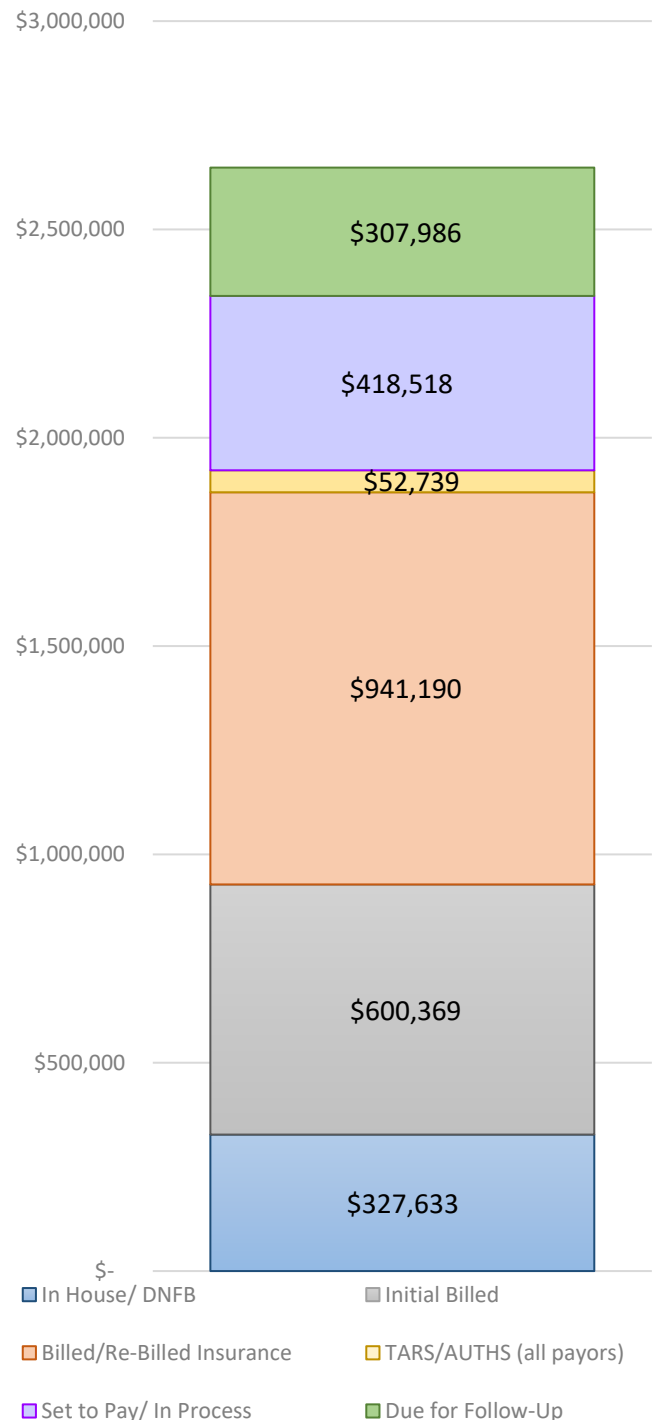 $3,000,000
$2,500,000
$307,986
$418,518
$2,000,000
$52,739
$1,500,000
$941,190
$1,000,000
$600,369
$500,000
$327,633
$-
In House/ DNFB
Initial Billed
Billed/Re-Billed Insurance
TARS/AUTHS (all payors)
Set to Pay/ In Process
Due for Follow-Up